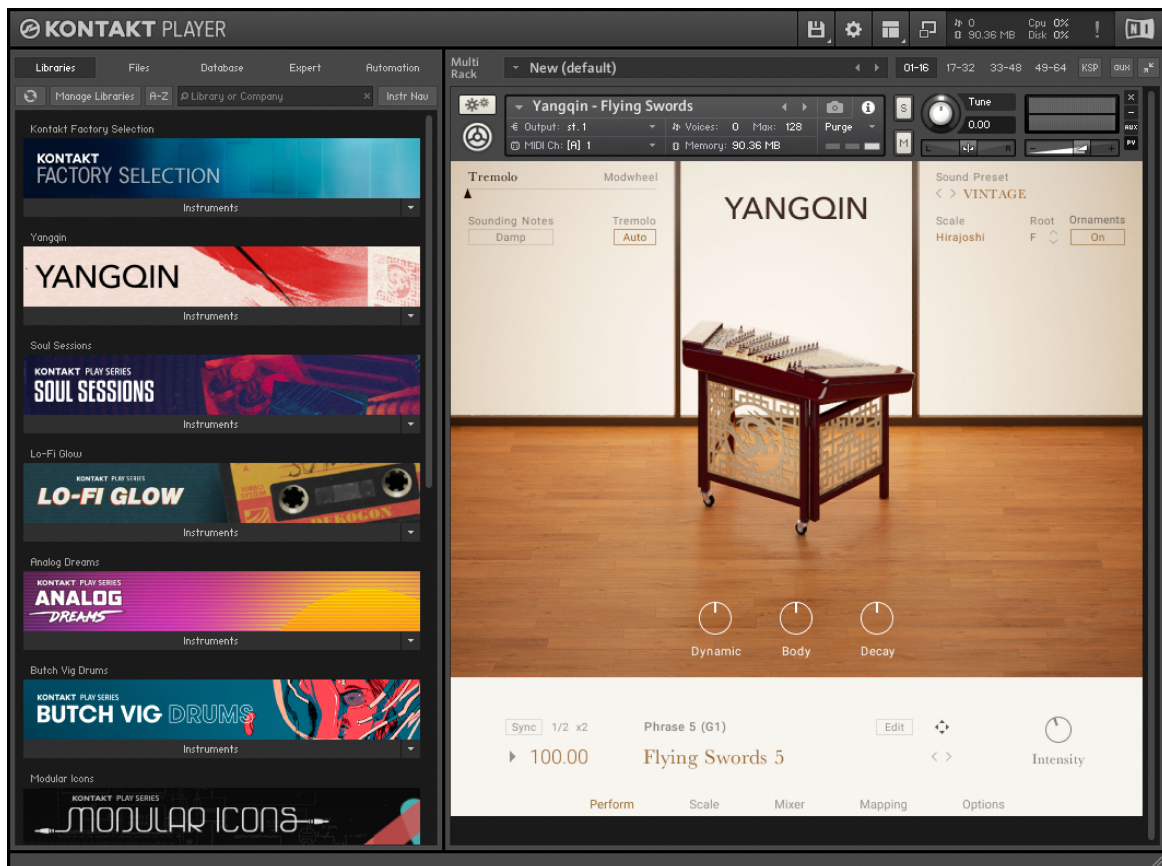 KONTAKT PLAYER
0
90.36 MB
Cpu 0%
Disk 0%
!
Libraries Files Database Expert Automation
Manage Libraries A-Z Library or Company × Instr Nav
Kontakt Factory Selection
KONTAKT
FACTORY SELECTION
Instruments
Yangqin
YANGQIN
Instruments
Soul Sessions
KONTAKT PLAY SERIES
SOUL SESSIONS
Instruments
Lo-Fi Glow
KONTAKT PLAY SERIES
LO-FI GLOW
DEKOGON
Instruments
Analog Dreams
KONTAKT PLAY SERIES
ANALOG
DREAMS
Instruments
Butch Vig Drums
KONTAKT PLAY SERIES
BUTCH VIG DRUMS
Instruments
Modular Icons
KONTAKT PLAY SERIES
MODULAR ICONS
Multi
Rack
New (default)
01-16 17-32 33-48 49-64 KSP aux
Yangqin - Flying Swords
Output: st.1 Voices: 0 Max: 128 Purge
MIDI Ch: [A] 1 Memory: 90.36 MB
S
M
Tune
0.00
L R
- +
×
-
AUX
PV
Tremolo Modwheel
Sounding Notes Tremolo
Damp Auto
YANGQIN
Sound Preset
< > VINTAGE
Scale Root Ornaments
Hirajoshi F On
Dynamic Body Decay
Sync 1/2 x2 Phrase 5 (G1) Edit
100.00 Flying Swords 5 < > Intensity
Perform Scale Mixer Mapping Options